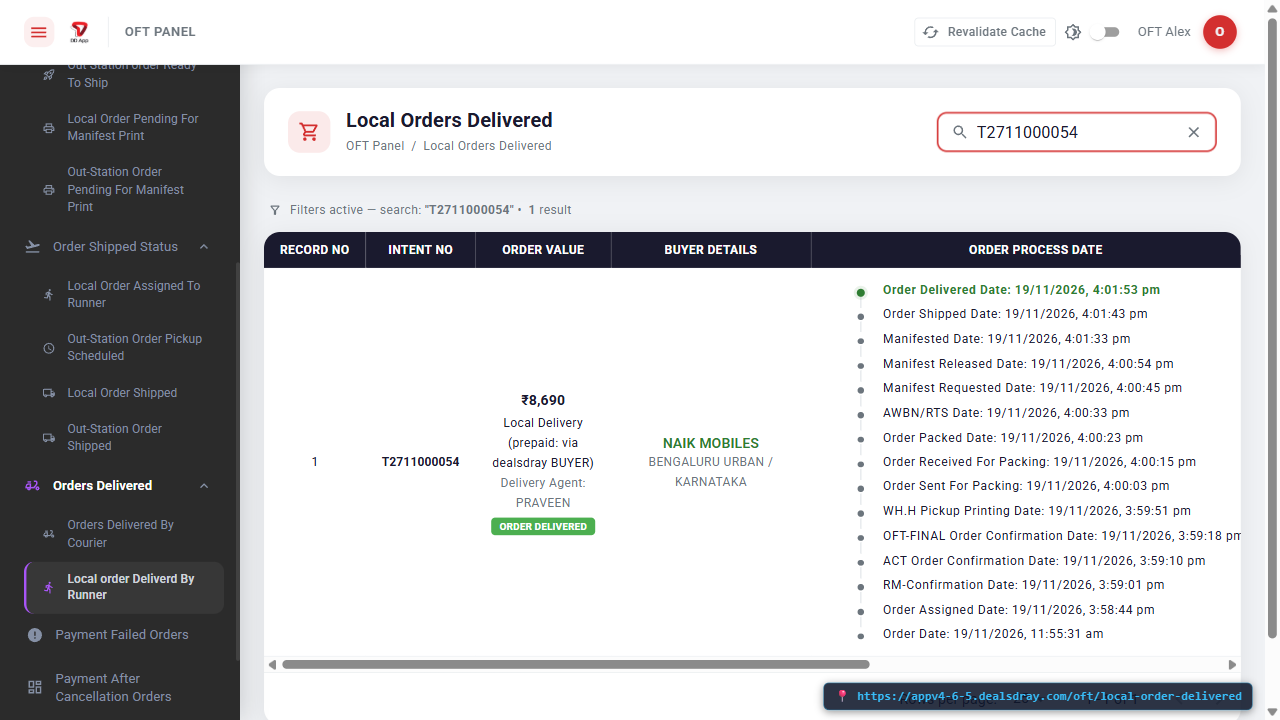 DD App
OFT PANEL
Revalidate Cache
OFT Alex
O
Out Station Order Ready
To Ship
Local Order Pending For
Manifest Print
Out-Station Order
Pending For Manifest
Print
Order Shipped Status
Local Order Assigned To
Runner
Out-Station Order Pickup
Scheduled
Local Order Shipped
Out-Station Order
Shipped
Orders Delivered
Orders Delivered By
Courier
Local order Deliverd By
Runner
Payment Failed Orders
Payment After
Cancellation Orders
Local Orders Delivered
OFT Panel / Local Orders Delivered
T2711000054
Filters active — search: "T2711000054" • 1 result
RECORD NO INTENT NO ORDER VALUE BUYER DETAILS ORDER PROCESS DATE
1
T2711000054
₹8,690
Local Delivery
(prepaid: via
dealsdray BUYER)
Delivery Agent:
PRAVEEN
ORDER DELIVERED
NAIK MOBILES
BENGALURU URBAN /
KARNATAKA
Order Delivered Date: 19/11/2026, 4:01:53 pm
Order Shipped Date: 19/11/2026, 4:01:43 pm
Manifested Date: 19/11/2026, 4:01:33 pm
Manifest Released Date: 19/11/2026, 4:00:54 pm
Manifest Requested Date: 19/11/2026, 4:00:45 pm
AWBN/RTS Date: 19/11/2026, 4:00:33 pm
Order Packed Date: 19/11/2026, 4:00:23 pm
Order Received For Packing: 19/11/2026, 4:00:15 pm
Order Sent For Packing: 19/11/2026, 4:00:03 pm
WH.H Pickup Printing Date: 19/11/2026, 3:59:51 pm
OFT-FINAL Order Confirmation Date: 19/11/2026, 3:59:18 pm
ACT Order Confirmation Date: 19/11/2026, 3:59:10 pm
RM-Confirmation Date: 19/11/2026, 3:59:01 pm
Order Assigned Date: 19/11/2026, 3:58:44 pm
Order Date: 19/11/2026, 11:55:31 am
https://appv4-6-5.dealsdray.com/oft/local-order-delivered